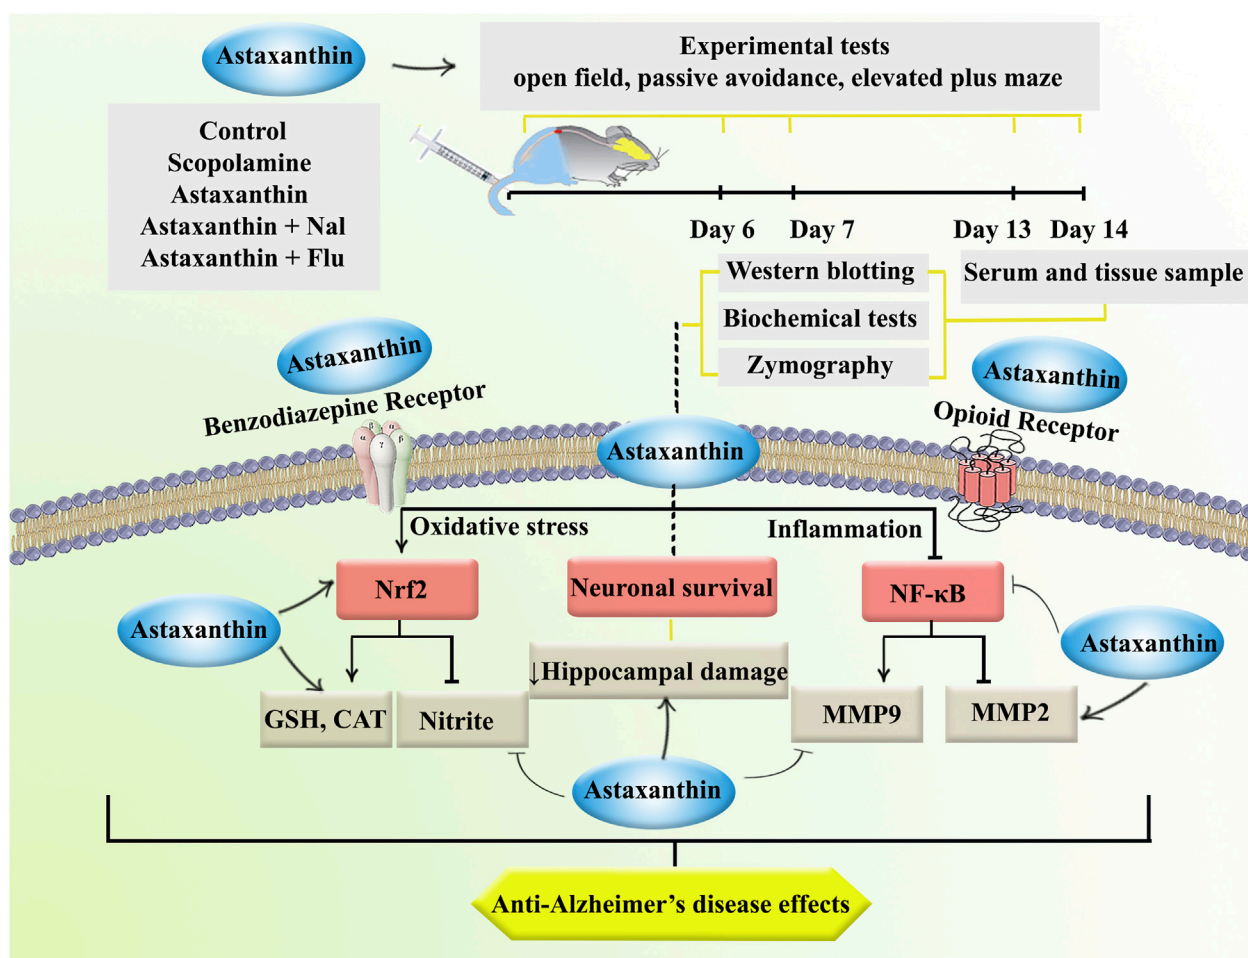 Astaxanthin
Experimental tests
open field, passive avoidance, elevated plus maze
Control
Scopolamine
Astaxanthin
Astaxanthin + Nal
Astaxanthin + Flu
Day 6
Day 7
Day 13
Day 14
Western blotting
Biochemical tests
Zymography
Serum and tissue sample
Astaxanthin
Benzodiazepine Receptor
β
α
α
γ
β
Astaxanthin
Astaxanthin
Opioid Receptor
Oxidative stress
Inflammation
Nrf2
Neuronal survival
NF-κB
Astaxanthin
Astaxanthin
GSH, CAT
Nitrite
↓Hippocampal damage
MMP9
MMP2
Astaxanthin
Anti-Alzheimer’s disease effects